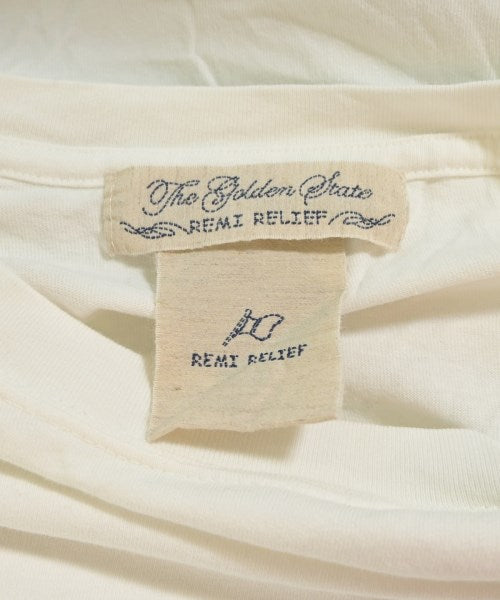 The Golden State
REMI RELIEF
REMI RELIEF